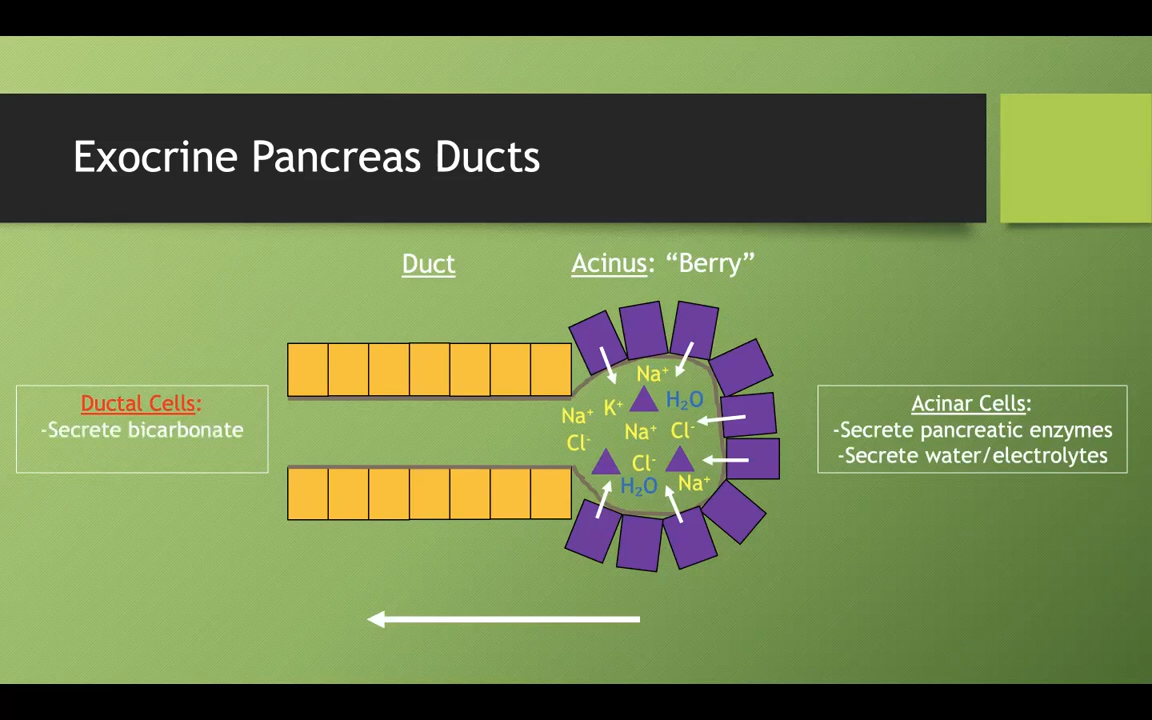 Exocrine Pancreas Ducts
Duct
Acinus: “Berry”
Ductal Cells:
-Secrete bicarbonate
Na⁺
K⁺
H₂O
Na⁺
Cl⁻
Na⁺
Cl⁻
Cl⁻
H₂O
Na⁺
Acinar Cells:
-Secrete pancreatic enzymes
-Secrete water/electrolytes